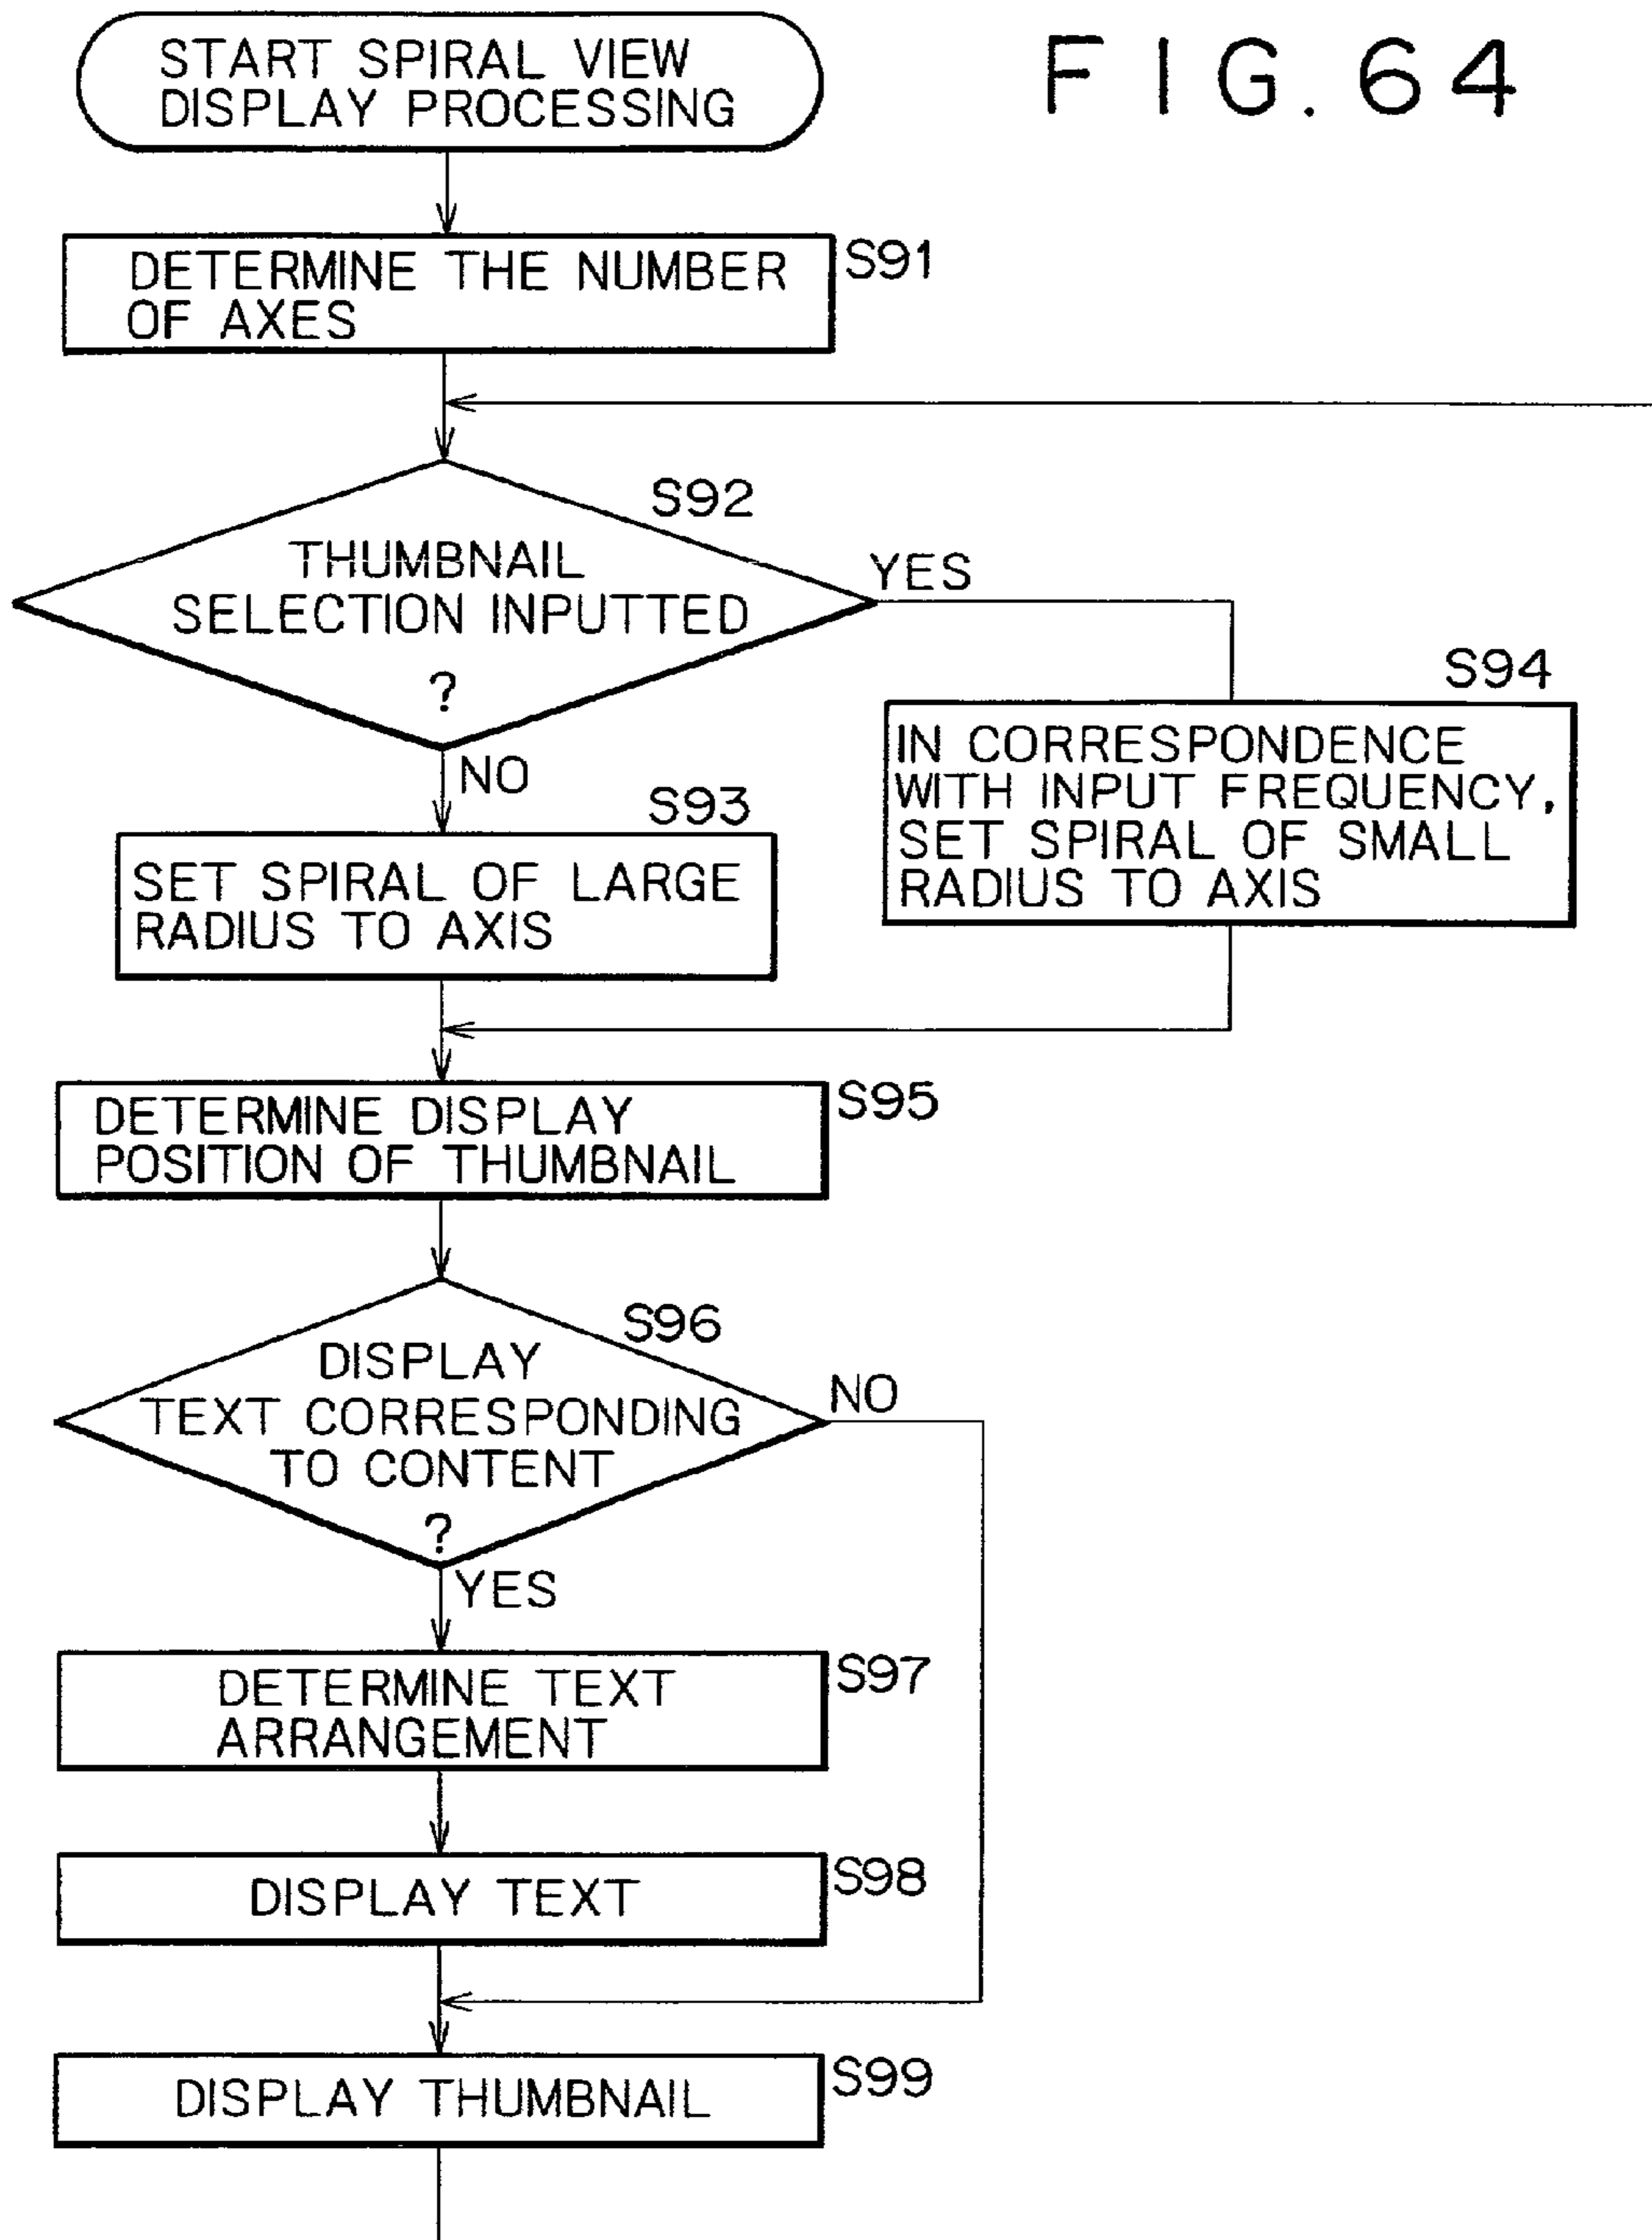 FIG. 64
START SPIRAL VIEW
DISPLAY PROCESSING
DETERMINE THE NUMBER
OF AXES
S91
S92
THUMBNAIL
SELECTION INPUTTED
?
YES
NO
S94
IN CORRESPONDENCE
WITH INPUT FREQUENCY,
SET SPIRAL OF SMALL
RADIUS TO AXIS
S93
SET SPIRAL OF LARGE
RADIUS TO AXIS
S95
DETERMINE DISPLAY
POSITION OF THUMBNAIL
S96
DISPLAY
TEXT CORRESPONDING
TO CONTENT
?
NO
YES
S97
DETERMINE TEXT
ARRANGEMENT
S98
DISPLAY TEXT
S99
DISPLAY THUMBNAIL